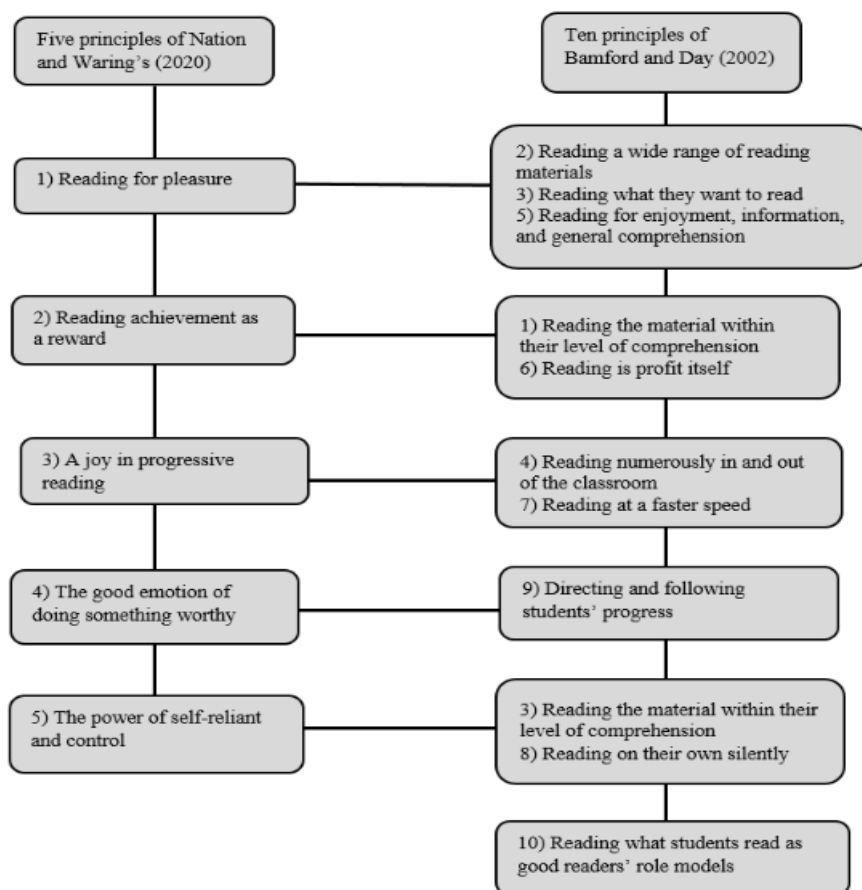 Five principles of Nation
and Waring's (2020)
Ten principles of
Bamford and Day (2002)
1) Reading for pleasure
2) Reading a wide range of reading
materials
3) Reading what they want to read
5) Reading for enjoyment, information,
and general comprehension
2) Reading achievement as
a reward
1) Reading the material within
their level of comprehension
6) Reading is profit itself
3) A joy in progressive
reading
4) Reading numerously in and out
of the classroom
7) Reading at a faster speed
4) The good emotion of
doing something worthy
9) Directing and following
students' progress
5) The power of self-reliant
and control
3) Reading the material within their
level of comprehension
8) Reading on their own silently
10) Reading what students read as
good readers' role models